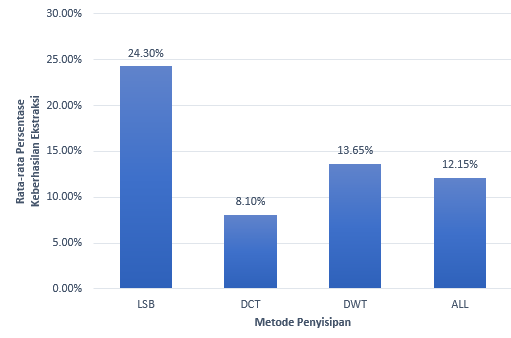 30.00%
25.00%
20.00%
15.00%
10.00%
5.00%
0.00%
Rata-rata Persentase
Keberhasilan Ekstraksi
24.30%
8.10%
13.65%
12.15%
LSB
DCT
DWT
ALL
Metode Penyisipan